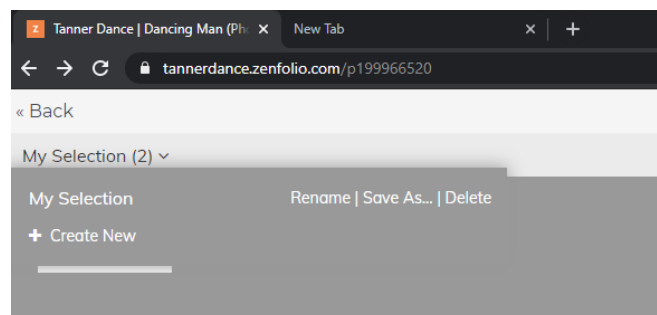 Z Tanner Dance | Dancing Man (Ph
New Tab
tannerdance.zenfolio.com/p199966520
« Back
My Selection (2)
My Selection Rename | Save As... | Delete
+ Create New